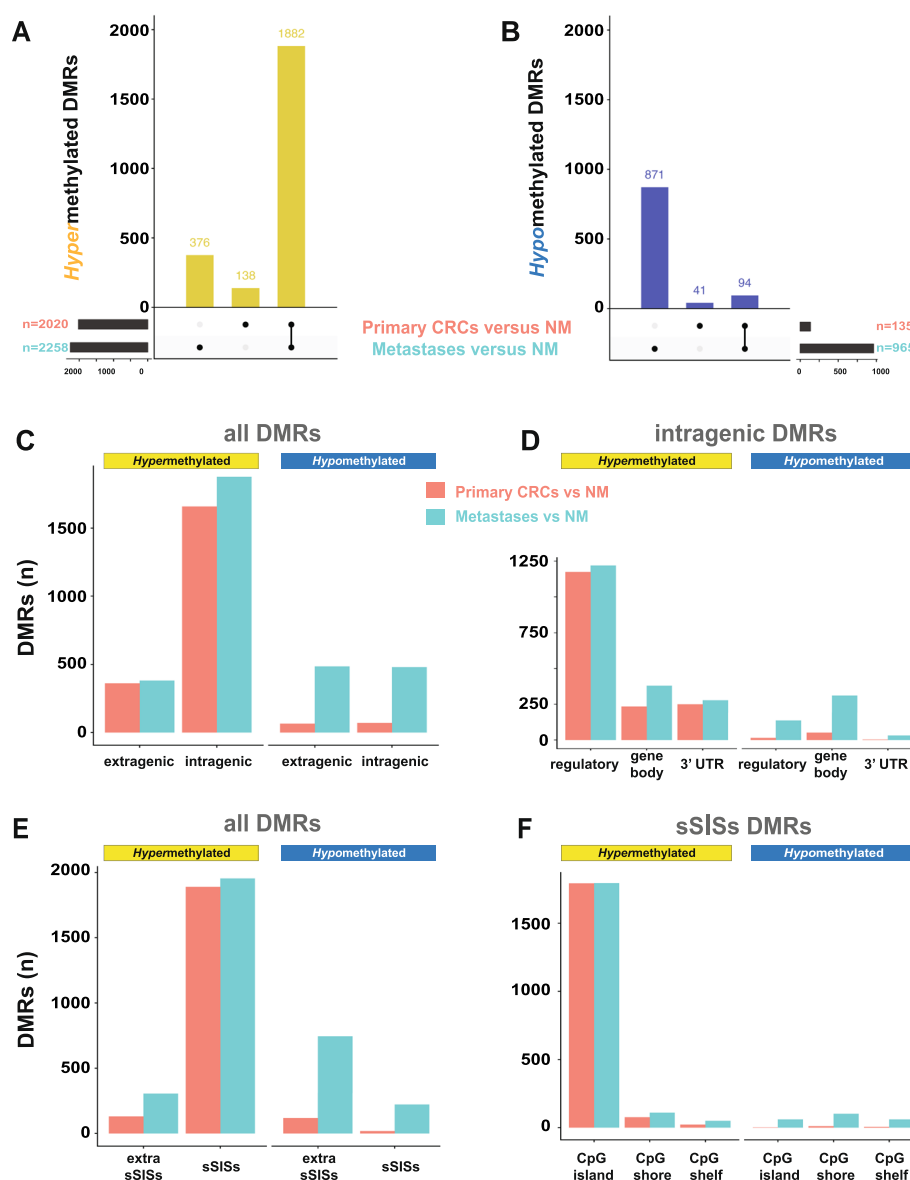 A
Hypermethylated DMRs
2000
1500
1000
500
0
376
138
1882
n=2020
n=2258
2000 1000 0
B
Hypomethylated DMRs
2000
1500
1000
500
0
871
41
94
n=135
n=965
0 500 1000
Primary CRCs versus NM
Metastases versus NM
C
all DMRs
Hypermethylated Hypomethylated
DMRs (n)
1500
1000
500
0
extragenic intragenic extragenic intragenic
Primary CRCs vs NM
Metastases vs NM
D
intragenic DMRs
Hypermethylated Hypomethylated
1250
750
250
0
regulatory gene body 3' UTR regulatory gene body 3' UTR
E
all DMRs
Hypermethylated Hypomethylated
DMRs (n)
2000
1500
1000
500
0
extra sSISs sSISs extra sSISs sSISs
F
sSISs DMRs
Hypermethylated Hypomethylated
1500
1000
500
0
CpG island CpG shore CpG shelf CpG island CpG shore CpG shelf